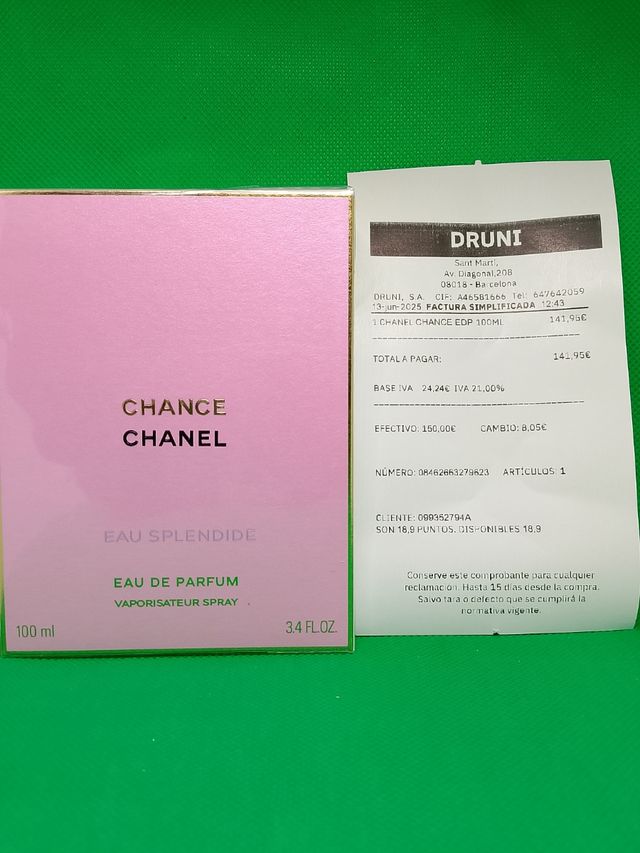 CHANCE
CHANEL
EAU SPLENDIDE
EAU DE PARFUM
VAPORISATEUR SPRAY
100 ml
3.4 FL.OZ.
DRUNI
Sant Martí,
Av. Diagonal,208
08018 - Barcelona
DRUNI, S.A. CIF: A46581666 Tel: 647642059
13-jun-2025 FACTURA SIMPLIFICADA 12:43
1 CHANEL CHANCE EDP 100ML 141,95€
TOTAL A PAGAR: 141,95€
BASE IVA 24,24€ IVA 21,00%
EFECTIVO: 150,00€ CAMBIO: 8,05€
NÚMERO: 08462663279623 ARTÍCULOS: 1
CLIENTE: 099352794A
SON 18,9 PUNTOS. DISPONIBLES 18,9
Conserve este comprobante para cualquier
reclamación. Hasta 15 días desde la compra.
Salvo tara o defecto que se cumplirá la
normativa vigente.